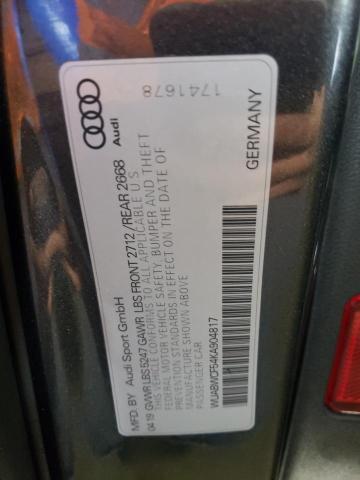 Audi
1741678
MFD. BY Audi Sport GmbH
04 19 GVWR LBS 5247 GAWR LBS FRONT 2712 /REAR 2668
THIS VEHICLE CONFORMS TO ALL APPLICABLE U S
FEDERAL MOTOR VEHICLE SAFETY, BUMPER AND THEFT
PREVENTION STANDARDS IN EFFECT ON THE DATE OF
MANUFACTURE SHOWN ABOVE
PASSENGER CAR
WUABWCF54KA904817
GERMANY